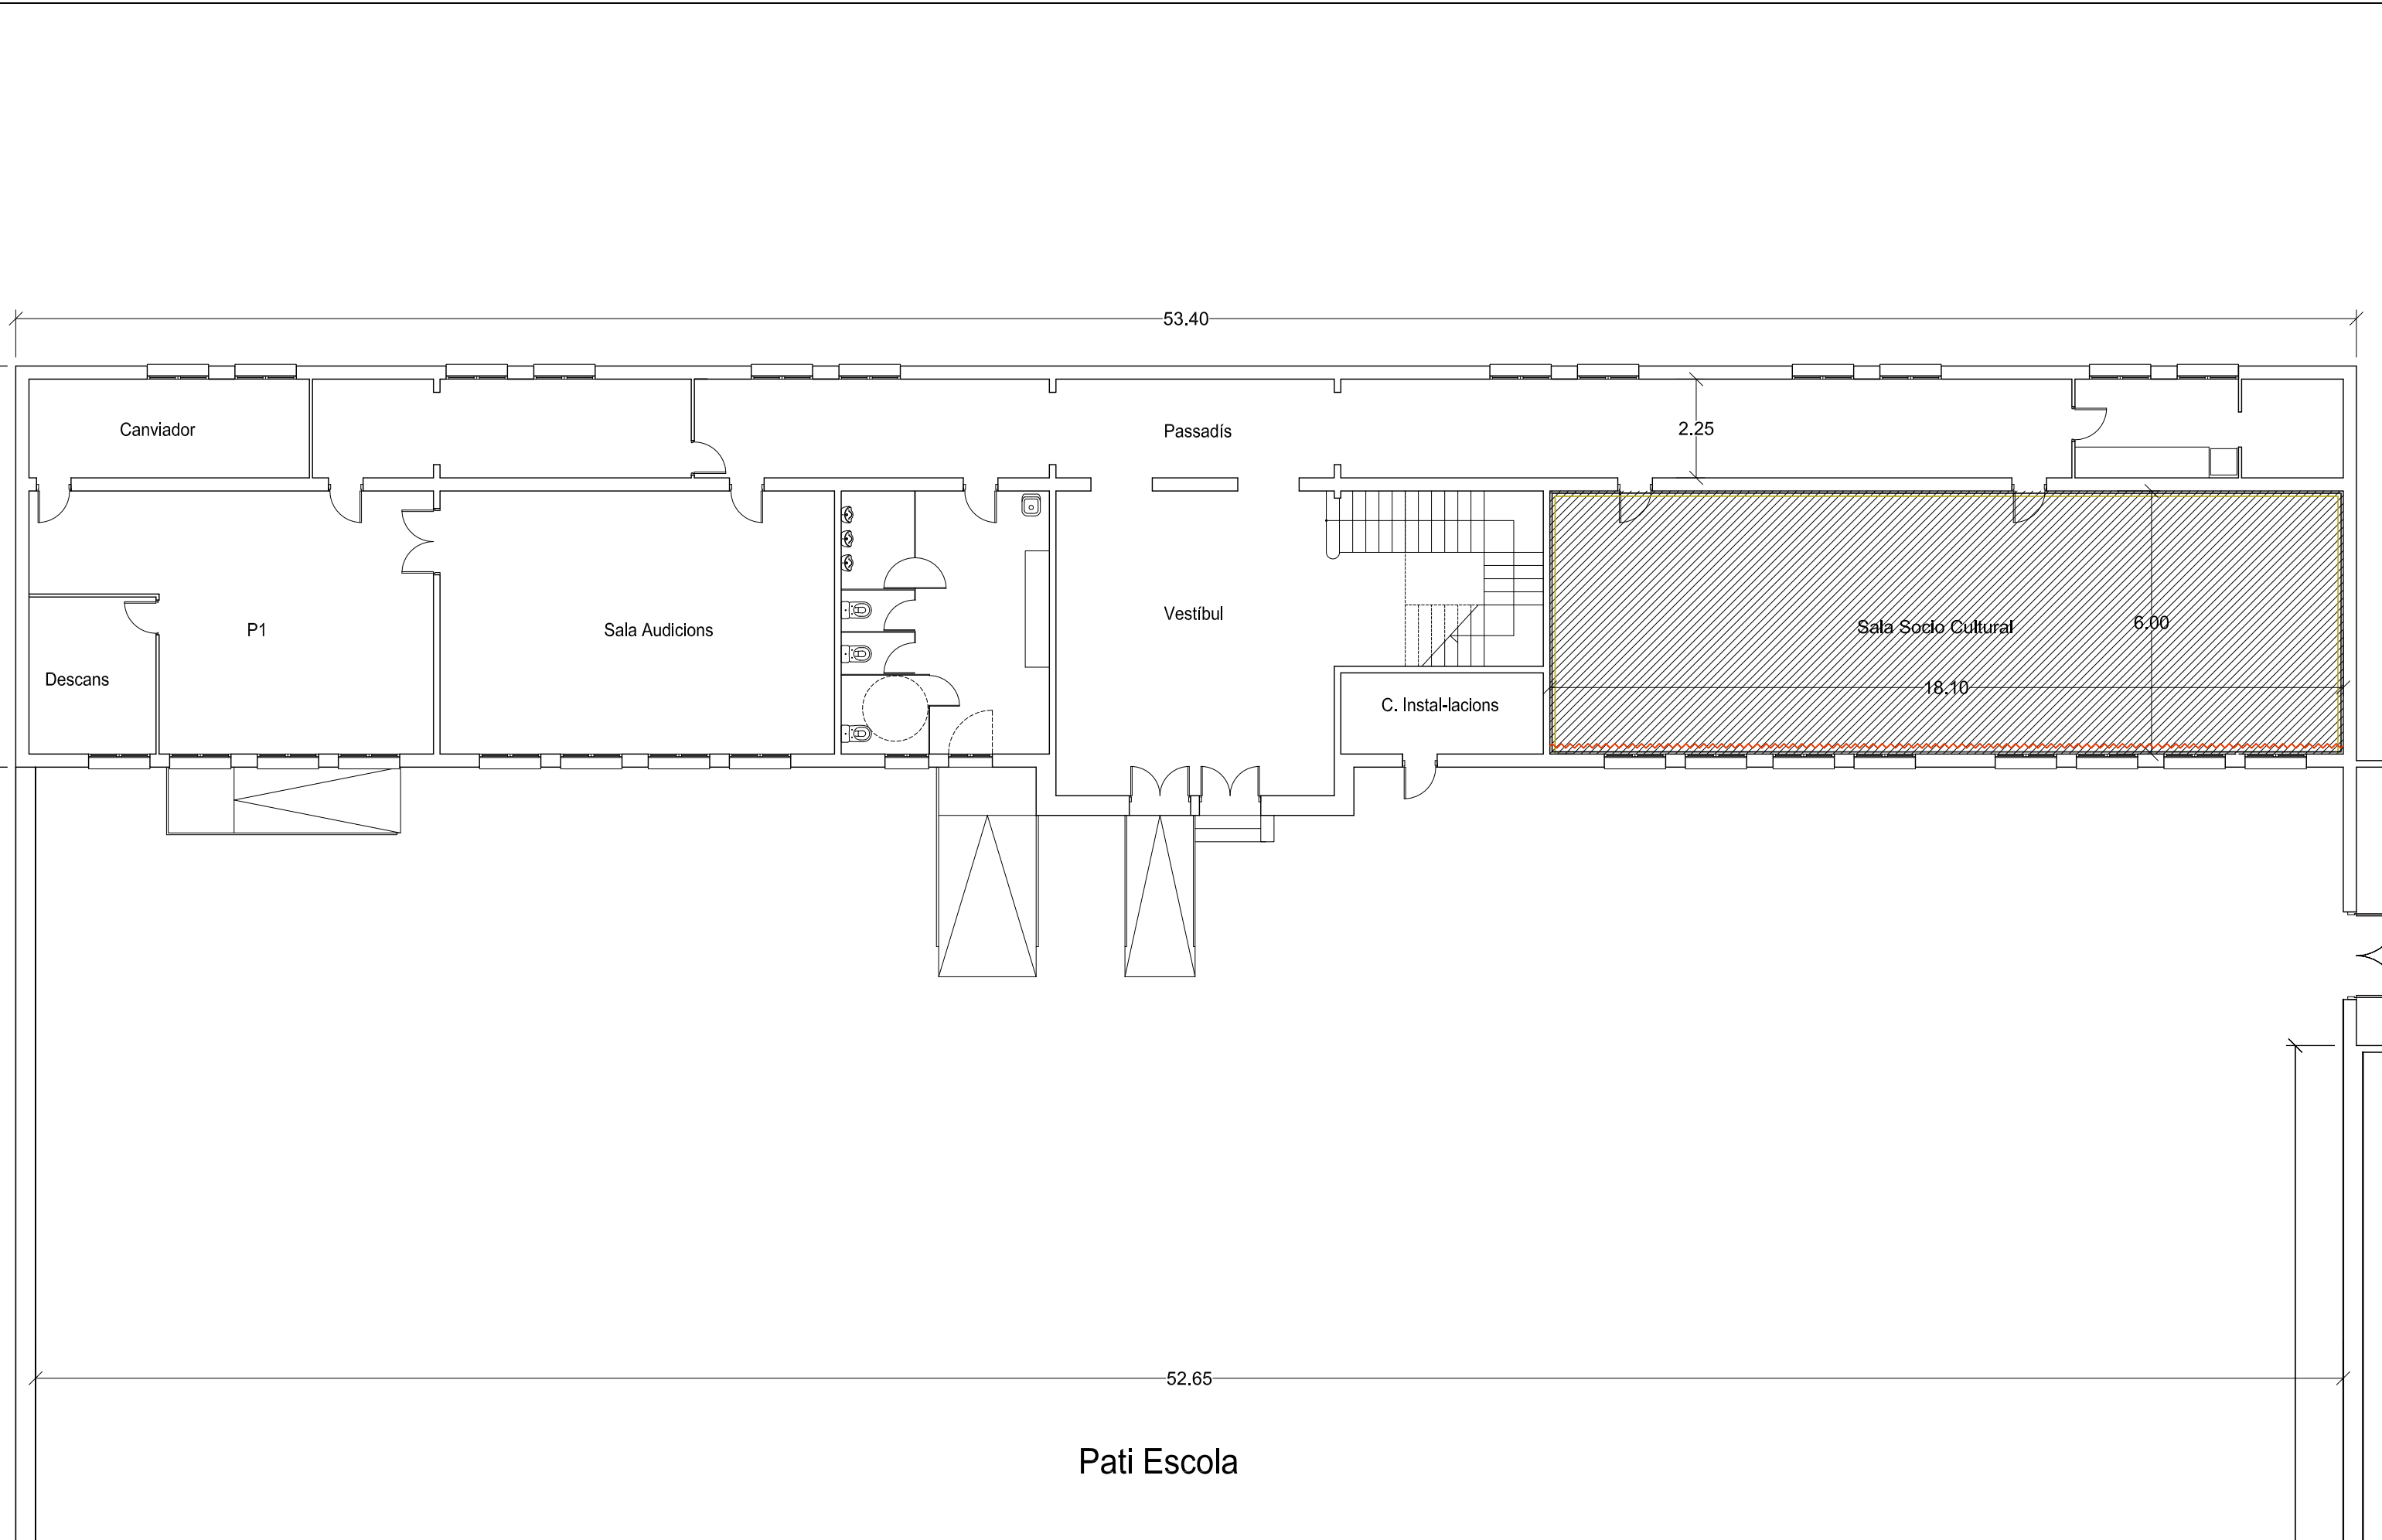 53.40
Canviador
Passadís
2.25
P1
Sala Audicions
Vestíbul
Sala Socio Cultural
6.00
Descans
18.10
C. Instal-lacions
52.65
Pati Escola